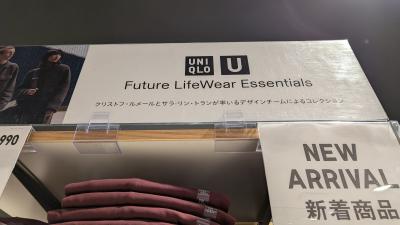 UNI
QLO
U
Future LifeWear Essentials
クリストフ・ルメールとサラ・リン・トランが率いるデザインチームによるコレクション
990
NEW
ARRIVAL
新着商品